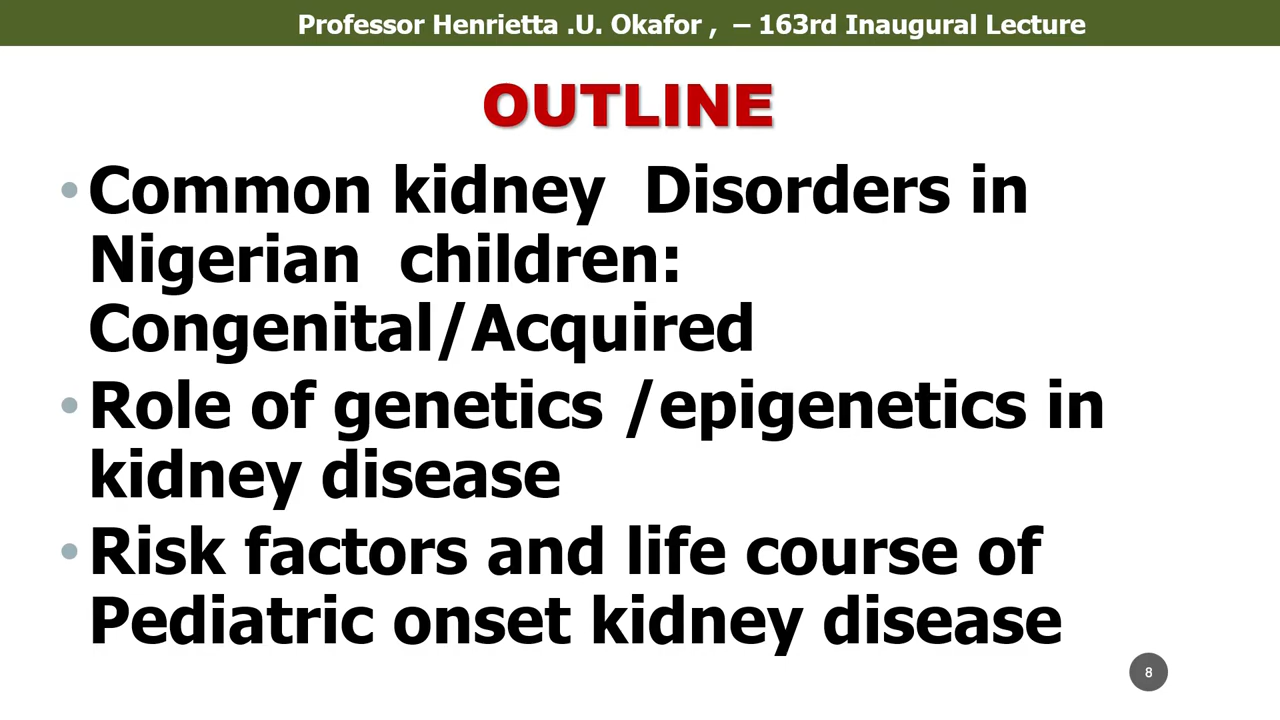 Professor Henrietta .U. Okafor , – 163rd Inaugural Lecture
OUTLINE
• Common kidney Disorders in
Nigerian children:
Congenital/Acquired
• Role of genetics /epigenetics in
kidney disease
• Risk factors and life course of
Pediatric onset kidney disease
8